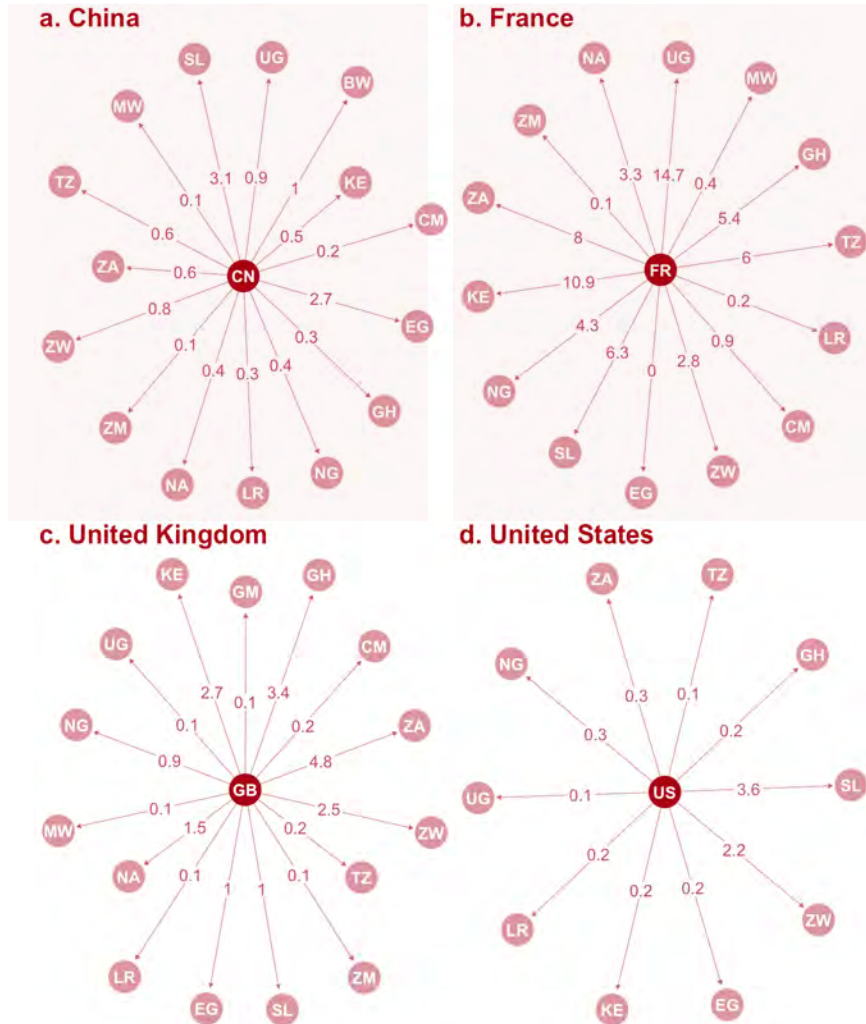 a. China
b. France
SL
UG
BW
MW
KE
TZ
CM
3.1
0.9
1
0.1
0.5
0.6
0.2
ZA
0.6
CN
2.7
0.8
EG
ZW
0.1
0.3
0.4
0.3
0.4
GH
ZM
NA
LR
NG
NA
UG
MW
ZM
GH
ZA
TZ
3.3
14.7
0.4
0.1
5.4
8
6
KE
10.9
FR
0.2
LR
4.3
0.9
6.3
0
2.8
NG
CM
SL
ZW
EG
c. United Kingdom
d. United States
KE
GM
GH
UG
CM
NG
ZA
2.7
0.1
3.4
0.1
0.2
0.9
4.8
GB
MW
0.1
2.5
ZW
1.5
0.2
NA
TZ
0.1
1
1
0.1
LR
ZM
EG
SL
ZA
TZ
NG
GH
0.3
0.1
0.3
0.2
UG
0.1
US
3.6
SL
0.2
2.2
0.2
0.2
LR
ZW
KE
EG